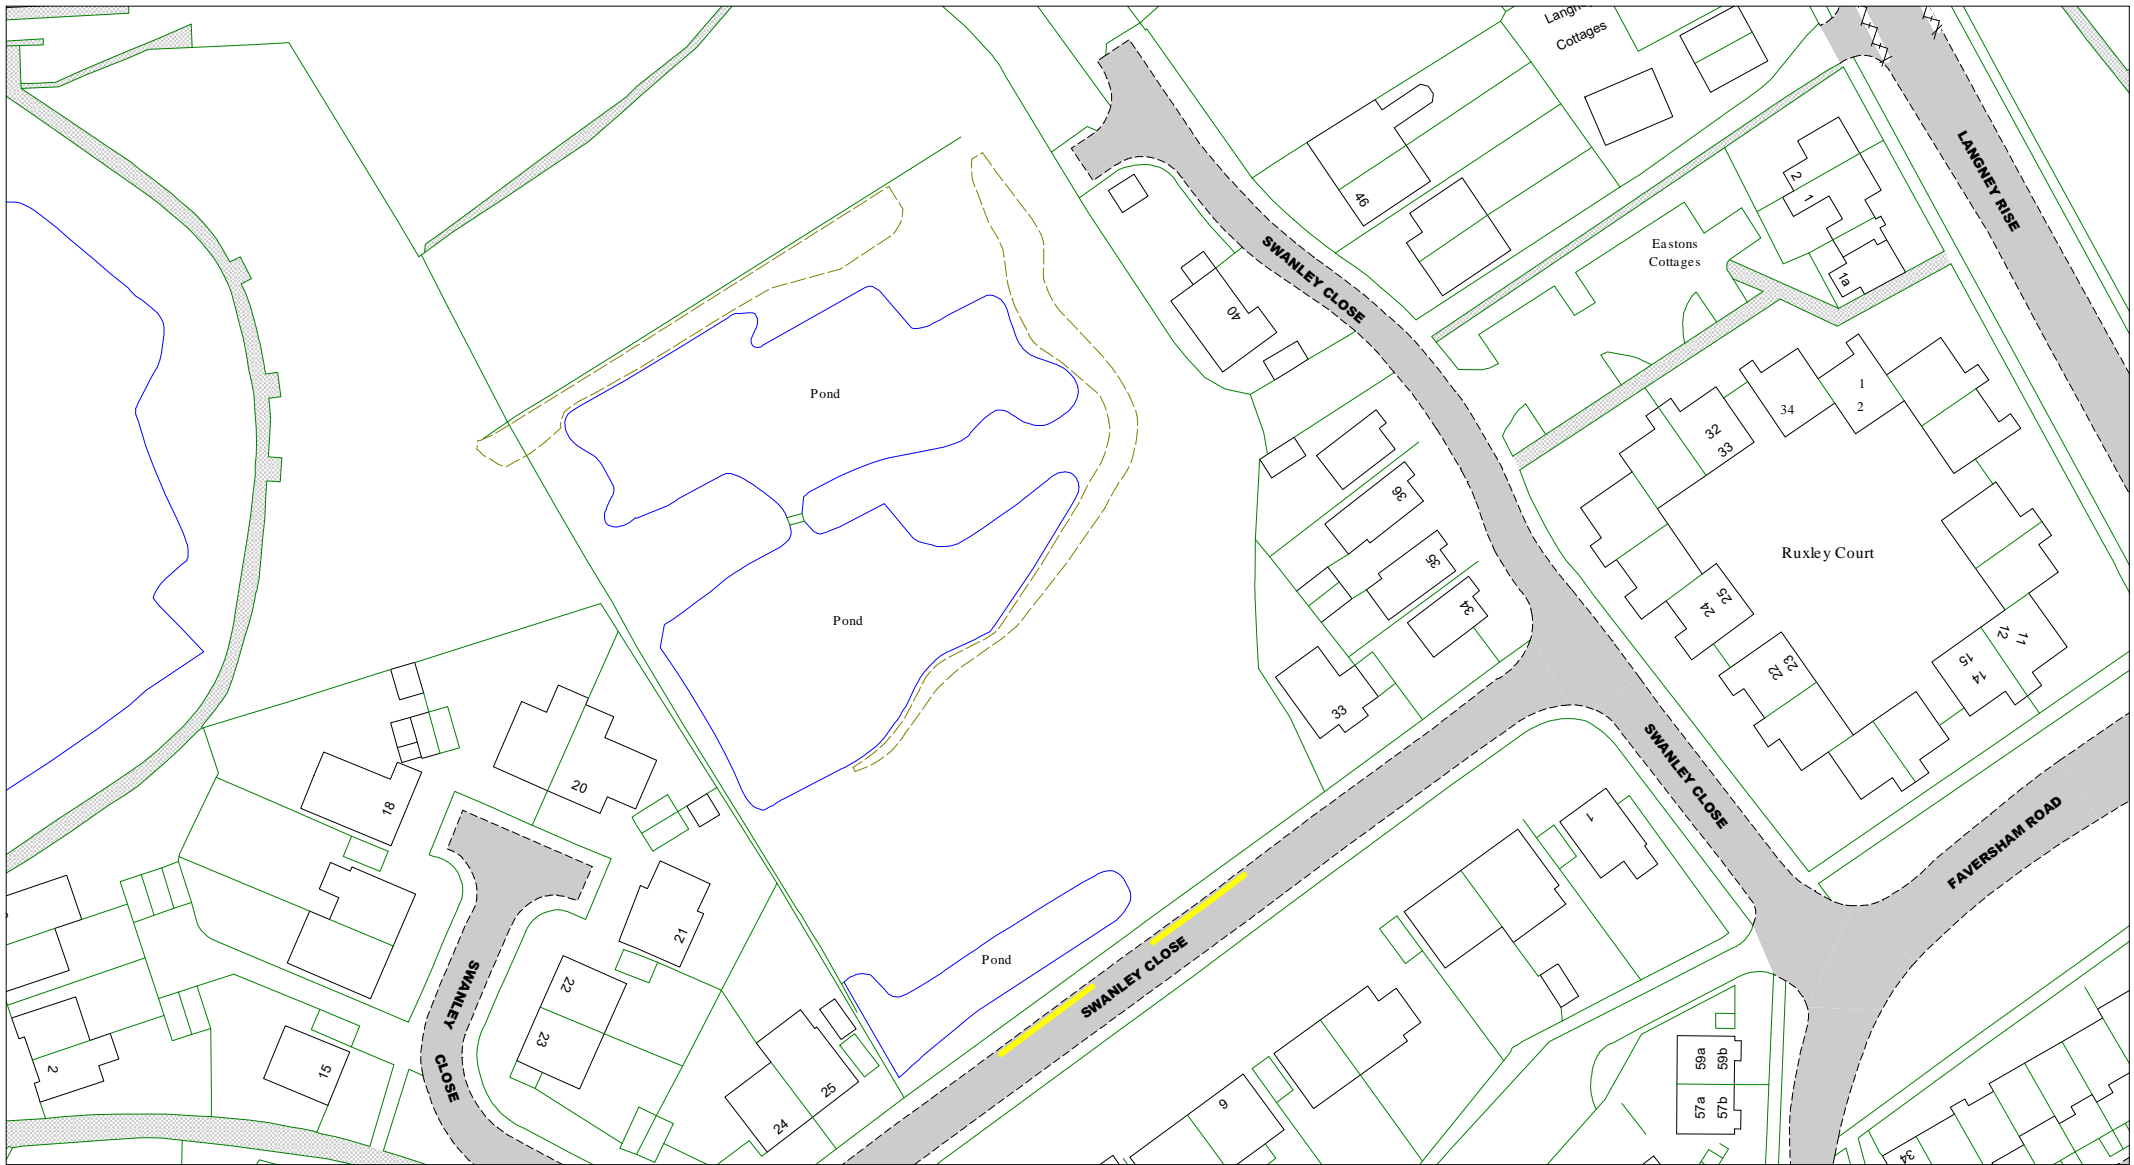 Cottages
46
2
1
1a
LANGNEY RISE
Eastons
Cottages
SWANLEY CLOSE
40
Pond
1
2
34
32
33
36
35
34
33
Ruxley Court
25
24
23
22
11
12
15
14
Pond
SWANLEY CLOSE
FAVERSHAM ROAD
18
20
21
22
23
24
25
15
2
SWANLEY
CLOSE
Pond
SWANLEY CLOSE
1
9
59a
59b
57a
57b
34